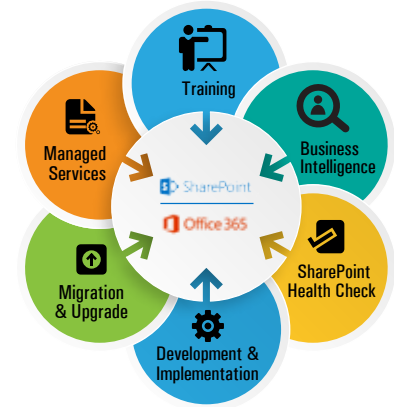 Training
Business
Intelligence
SharePoint
Health Check
Development &
Implementation
Migration
& Upgrade
Managed
Services
SharePoint
Office 365